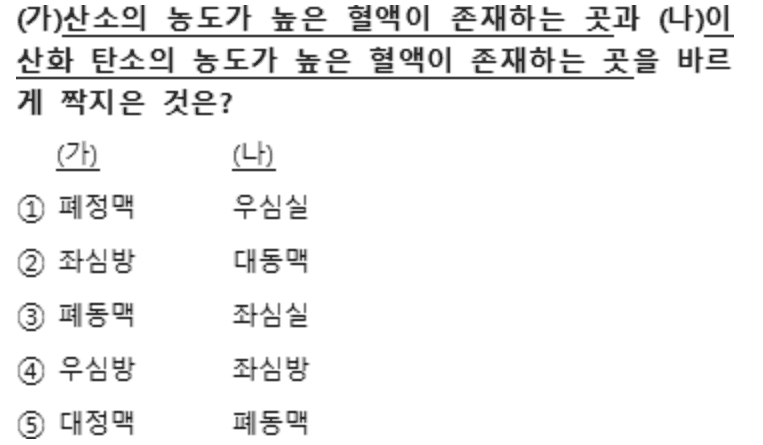 (가)산소의 농도가 높은 혈액이 존재하는 곳과 (나)이
산화 탄소의 농도가 높은 혈액이 존재하는 곳을 바르
게 짝지은 것은?
(가) (나)
① 폐정맥 우심실
② 좌심방 대동맥
③ 폐동맥 좌심실
④ 우심방 좌심방
⑤ 대정맥 폐동맥